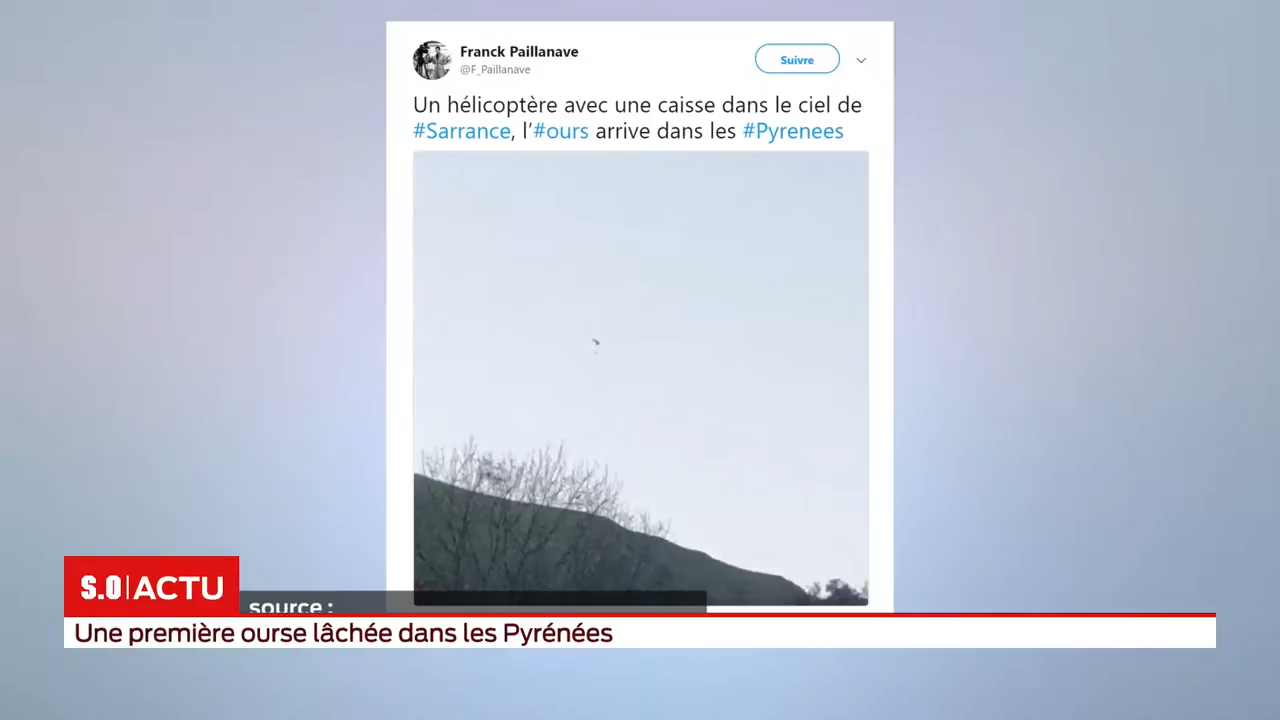 Franck Paillanave
@F_Paillanave
Suivre
Un hélicoptère avec une caisse dans le ciel de
#Sarrance, l'#ours arrive dans les #Pyrenees
S.O|ACTU
source :
Une première ourse lâchée dans les Pyrénées